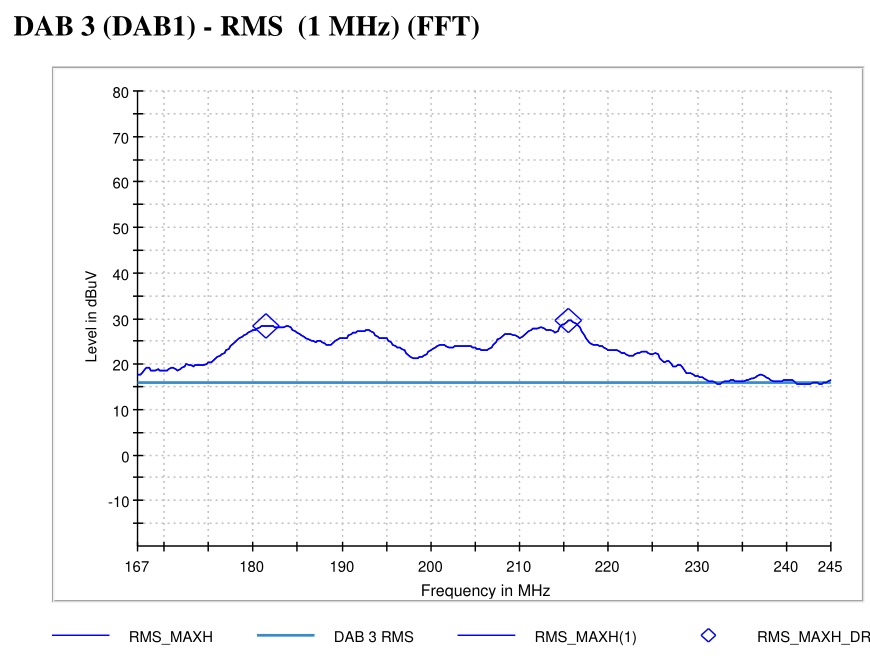 DAB 3 (DAB1) - RMS  (1 MHz) (FFT)
80
70
60
50
40
30
20
10
0
-10
Level in dBuV
167 180 190 200 210 220 230 240 245
Frequency in MHz
RMS_MAXH DAB 3 RMS RMS_MAXH(1) RMS_MAXH_DR